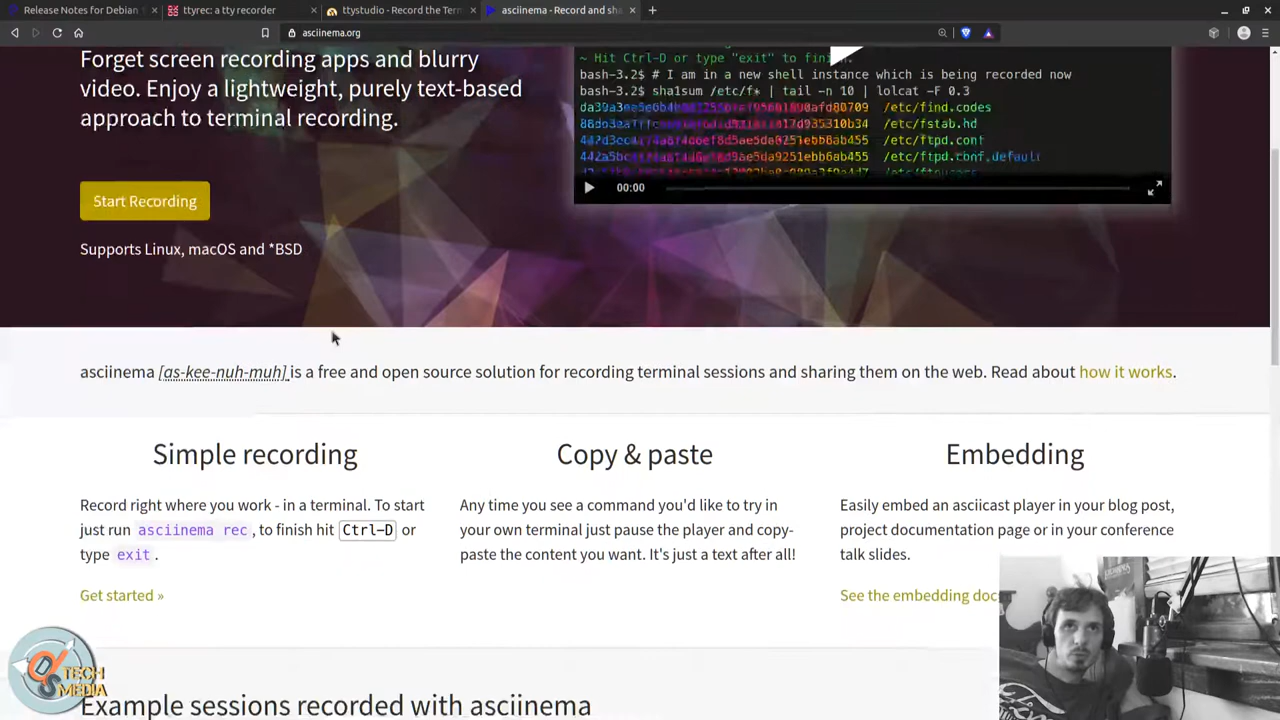 Release Notes for Debian
ttyrec: a tty recorder
ttystudio - Record the Term
asciinema - Record and sha
asciinema.org
Forget screen recording apps and blurry
video. Enjoy a lightweight, purely text-based
approach to terminal recording.
Start Recording
Supports Linux, macOS and *BSD
~ Hit Ctrl-D or type "exit" to fini
bash-3.2$ # I am in a new shell instance which is being recorded now
bash-3.2$ sha1sum /etc/f* | tail -n 10 | lolcat -F 0.3
/etc/find.codes
/etc/fstab.hd
/etc/ftpd.conf
/etc/ftpd.conf.default
00:00
asciinema [as-kee-nuh-muh] is a free and open source solution for recording terminal sessions and sharing them on the web. Read about how it works.
Simple recording
Record right where you work - in a terminal. To start
just run asciinema rec, to finish hit Ctrl-D or
type exit.
Get started »
Copy & paste
Any time you see a command you'd like to try in
your own terminal just pause the player and copy-
paste the content you want. It's just a text after all!
Embedding
Easily embed an asciicast player in your blog post,
project documentation page or in your conference
talk slides.
See the embedding doc
TECH
MEDIA
Example sessions recorded with asciinema